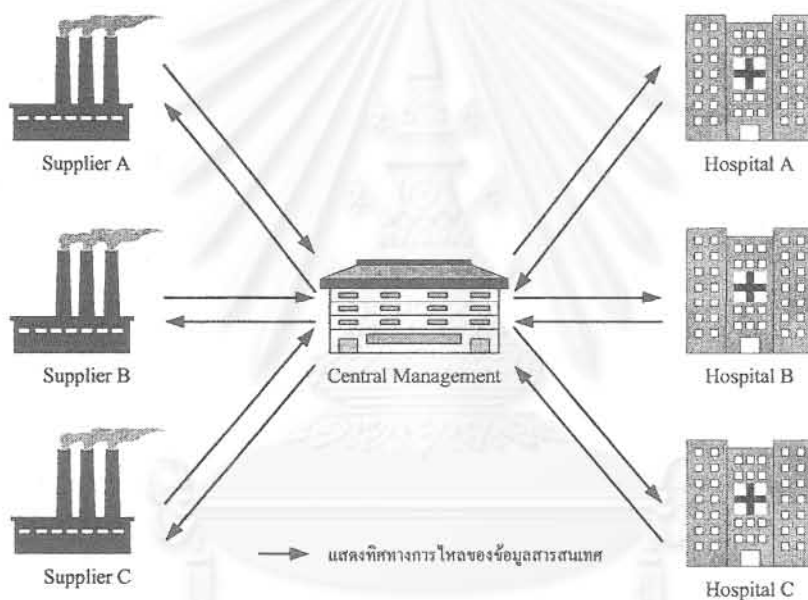 Supplier A
Hospital A
Supplier B
Central Management
Hospital B
แสดงทิศทางการไหลของข้อมูลสารสนเทศ
Supplier C
Hospital C